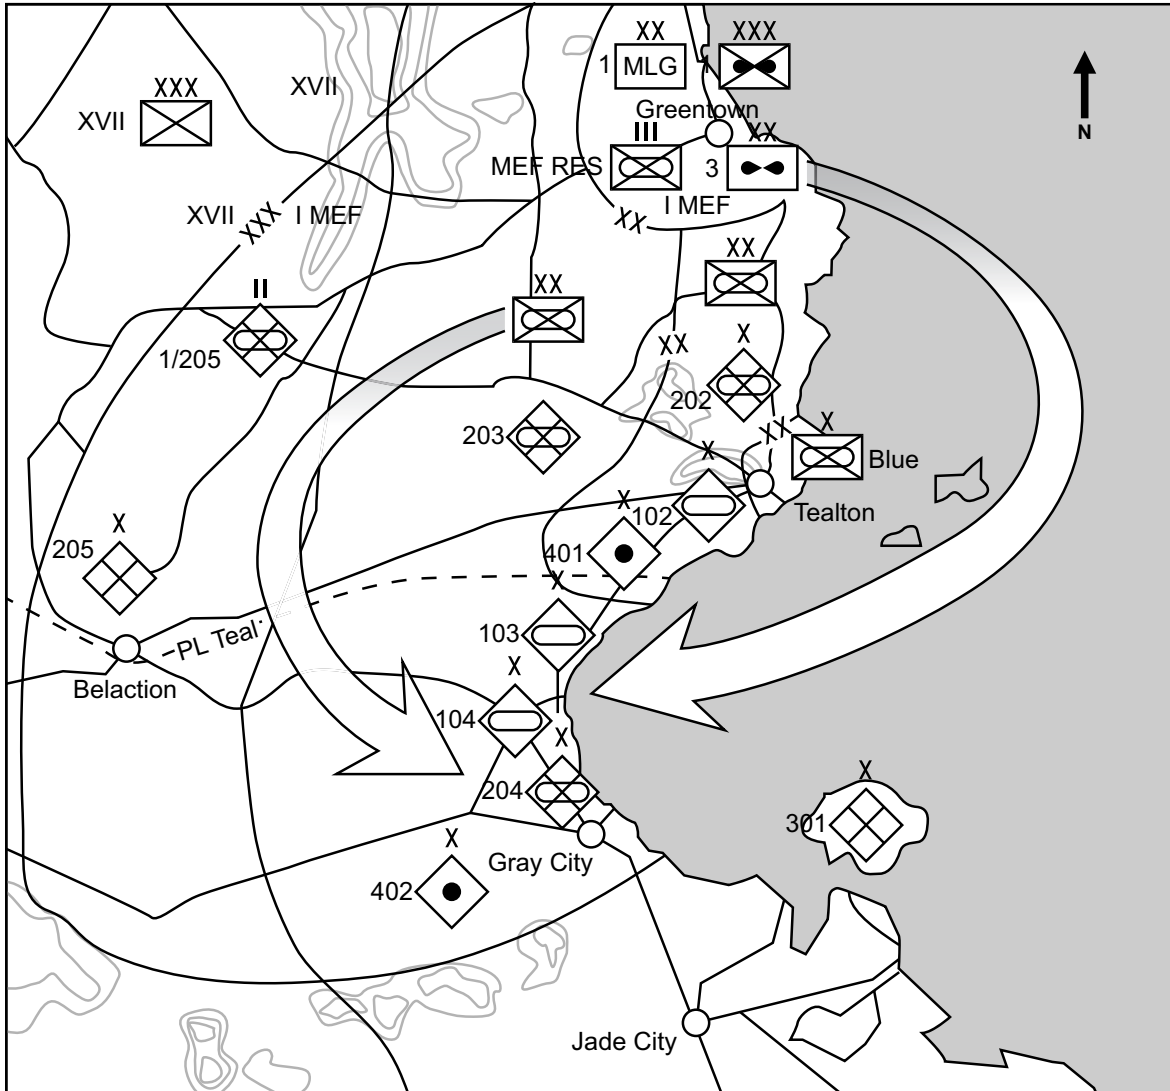 XX
XXX
XVII
XXX
XVII
1 MLG
1
N
Greentown
III
MEF RES
XX
3
I MEF
XVII
XXX
I MEF
XX
XX
XX
II
1/205
XX
X
202
203
X
XX
X
Blue
X
102
Tealton
X
401
X
205
X
103
PL Teal
Belaction
X
104
X
204
X
301
Gray City
X
402
Jade City